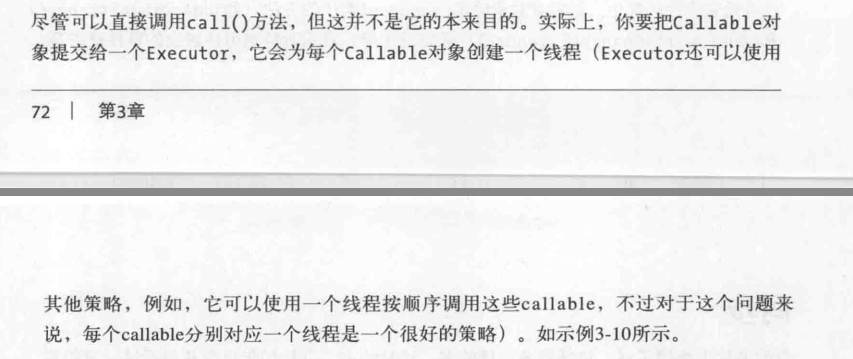 尽管可以直接调用call()方法，但这并不是它的本来目的。实际上，你要把Callable对
象提交给一个Executor，它会为每个Callable对象创建一个线程（Executor还可以使用
72 | 第3章
其他策略，例如，它可以使用一个线程按顺序调用这些callable，不过对于这个问题来
说，每个callable分别对应一个线程是一个很好的策略）。如示例3-10所示。